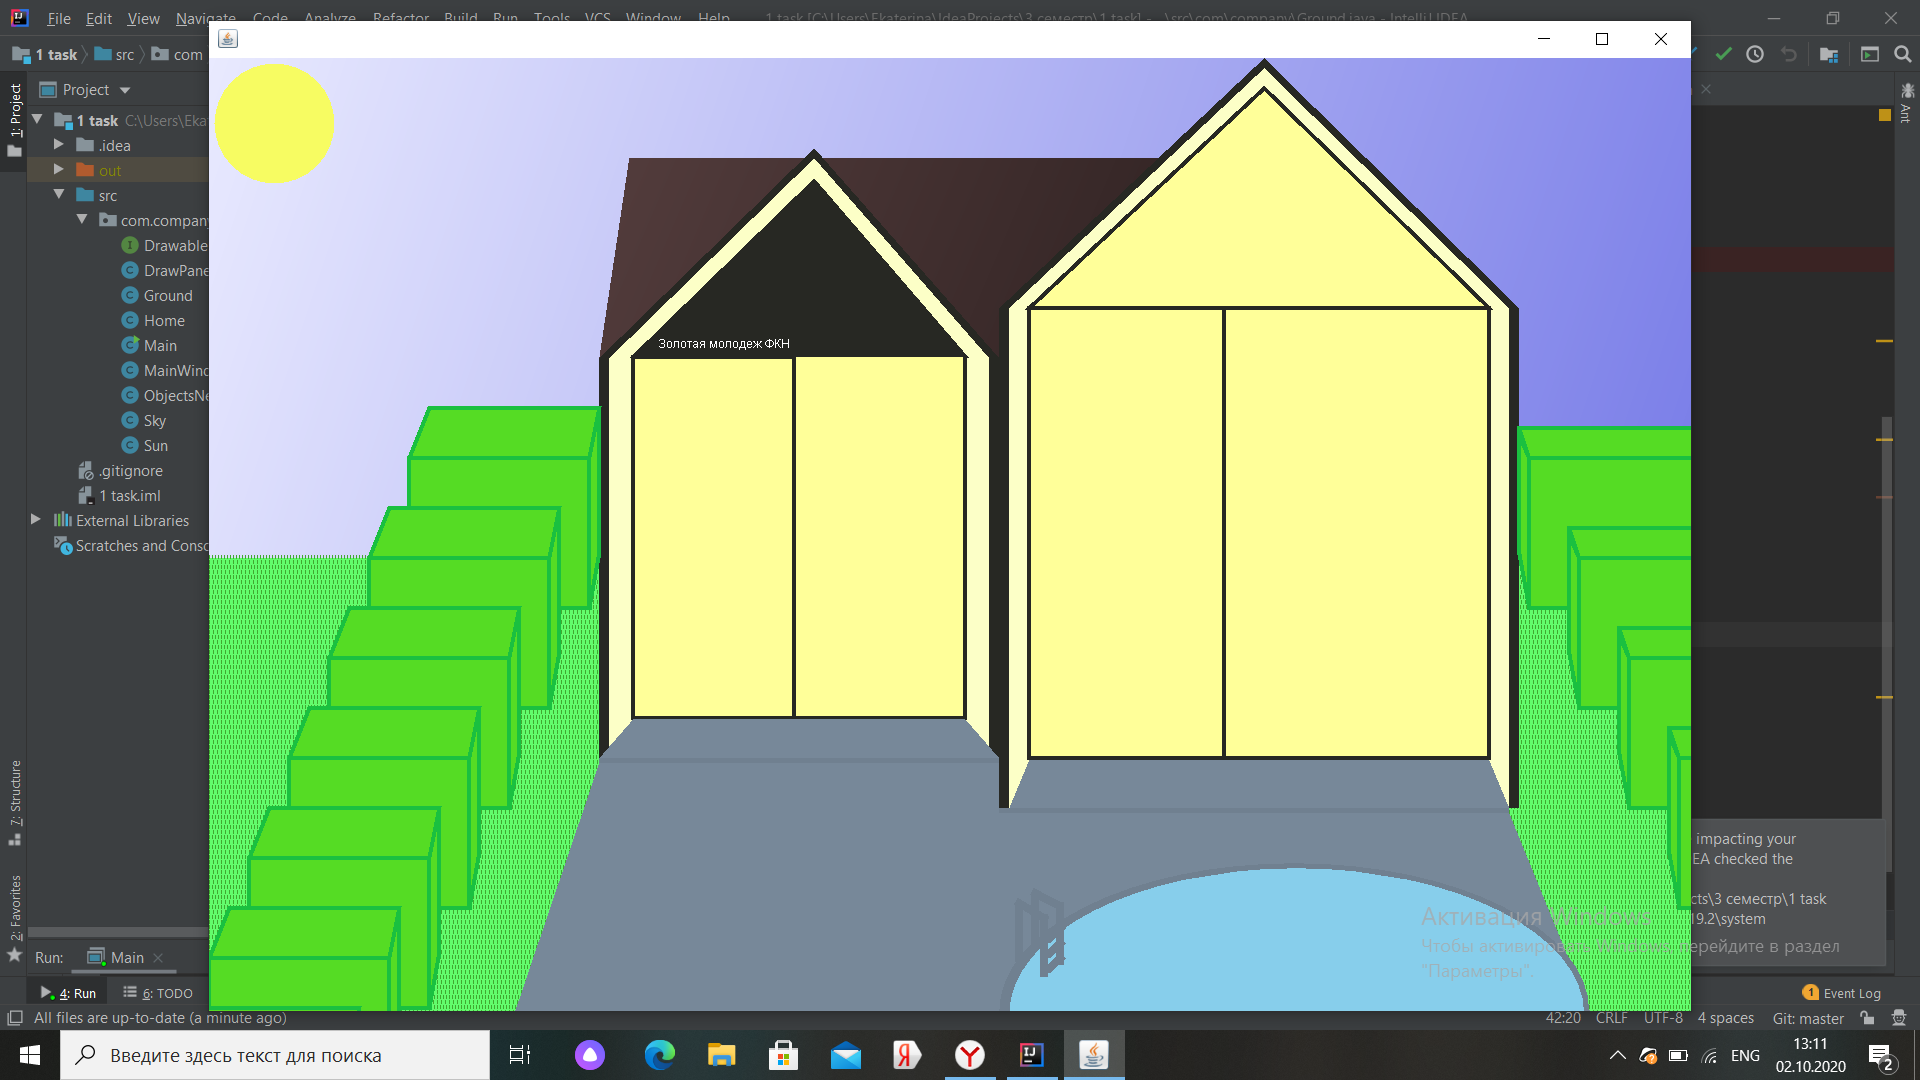 File Edit View Navigate Code Analyze Refactor Build Run Tools VCS Window Help 1 task [C:\Users\Ekaterina\IdeaProjects\3 семестр\1 task] - ...\src\com\company\Ground.java - IntelliJ IDEA
1 task src com
Project
1: Project
Ant
1 task C:\Users\Eka
.idea
out
src
com.company
Drawable
DrawPane
Ground
Home
Main
MainWind
ObjectsNe
Sky
Sun
.gitignore
1 task.iml
External Libraries
Scratches and Consc
Золотая молодеж ФКН
7: Structure
2: Favorites
impacting your
EA checked the
cts\3 семестр\1 task
19.2\system
Активация Windows
Чтобы активировать Windows, перейдите в раздел
"Параметры".
Run: Main
4: Run 6: TODO
1 Event Log
All files are up-to-date (a minute ago)
42:20 CRLF UTF-8 4 spaces Git: master
Введите здесь текст для поиска
ENG
13:11
02.10.2020
2